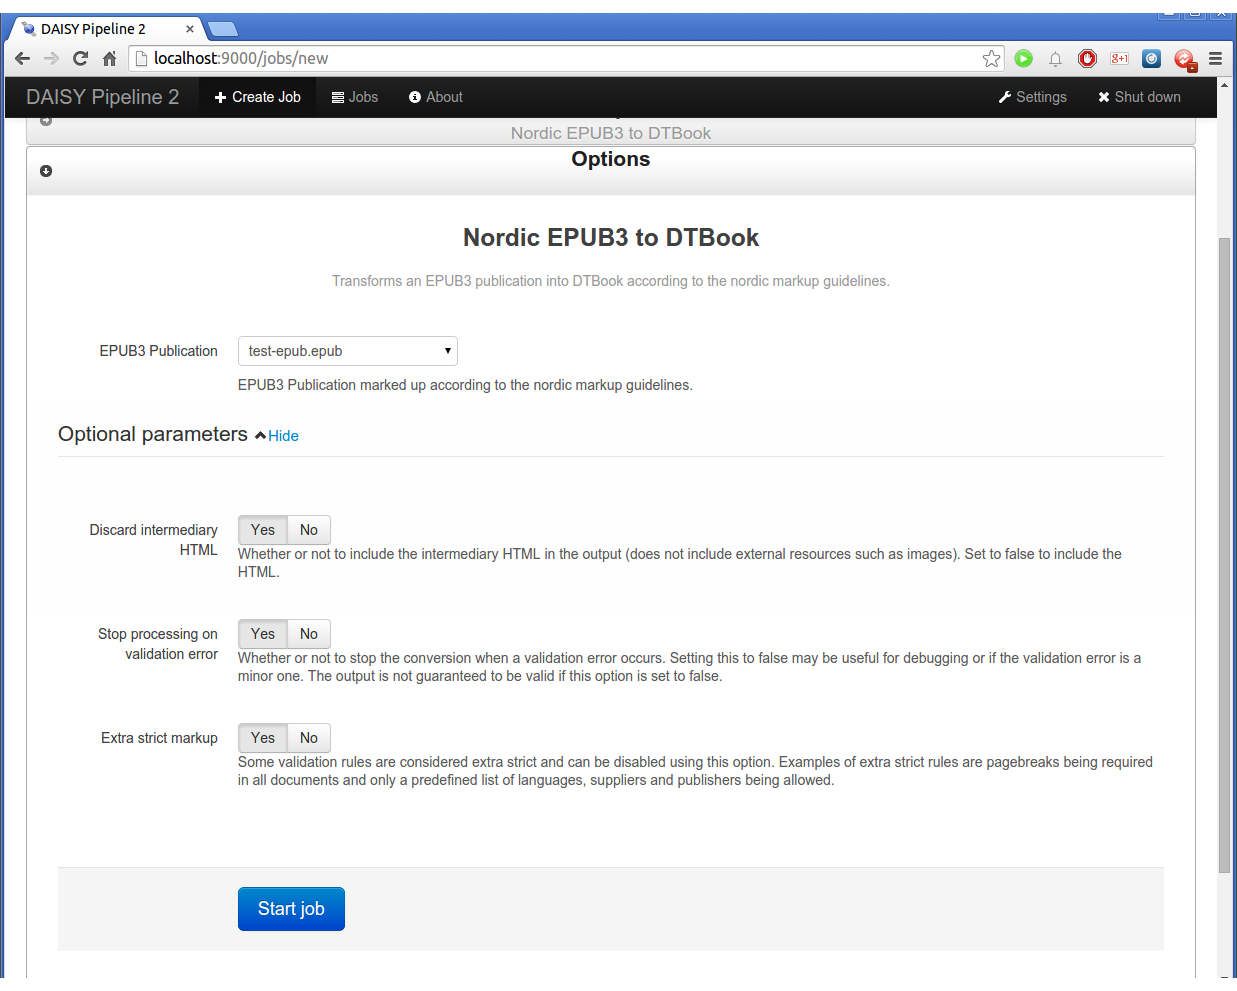 DAISY Pipeline 2 ×
localhost:9000/jobs/new
8+1
DAISY Pipeline 2 + Create Job Jobs About Settings Shut down
Nordic EPUB3 to DTBook
Options
Nordic EPUB3 to DTBook
Transforms an EPUB3 publication into DTBook according to the nordic markup guidelines.
EPUB3 Publication test-epub.epub
EPUB3 Publication marked up according to the nordic markup guidelines.
Optional parameters Hide
Discard intermediary Yes No
HTML
Whether or not to include the intermediary HTML in the output (does not include external resources such as images). Set to false to include the
HTML.
Stop processing on Yes No
validation error
Whether or not to stop the conversion when a validation error occurs. Setting this to false may be useful for debugging or if the validation error is a
minor one. The output is not guaranteed to be valid if this option is set to false.
Extra strict markup Yes No
Some validation rules are considered extra strict and can be disabled using this option. Examples of extra strict rules are pagebreaks being required
in all documents and only a predefined list of languages, suppliers and publishers being allowed.
Start job